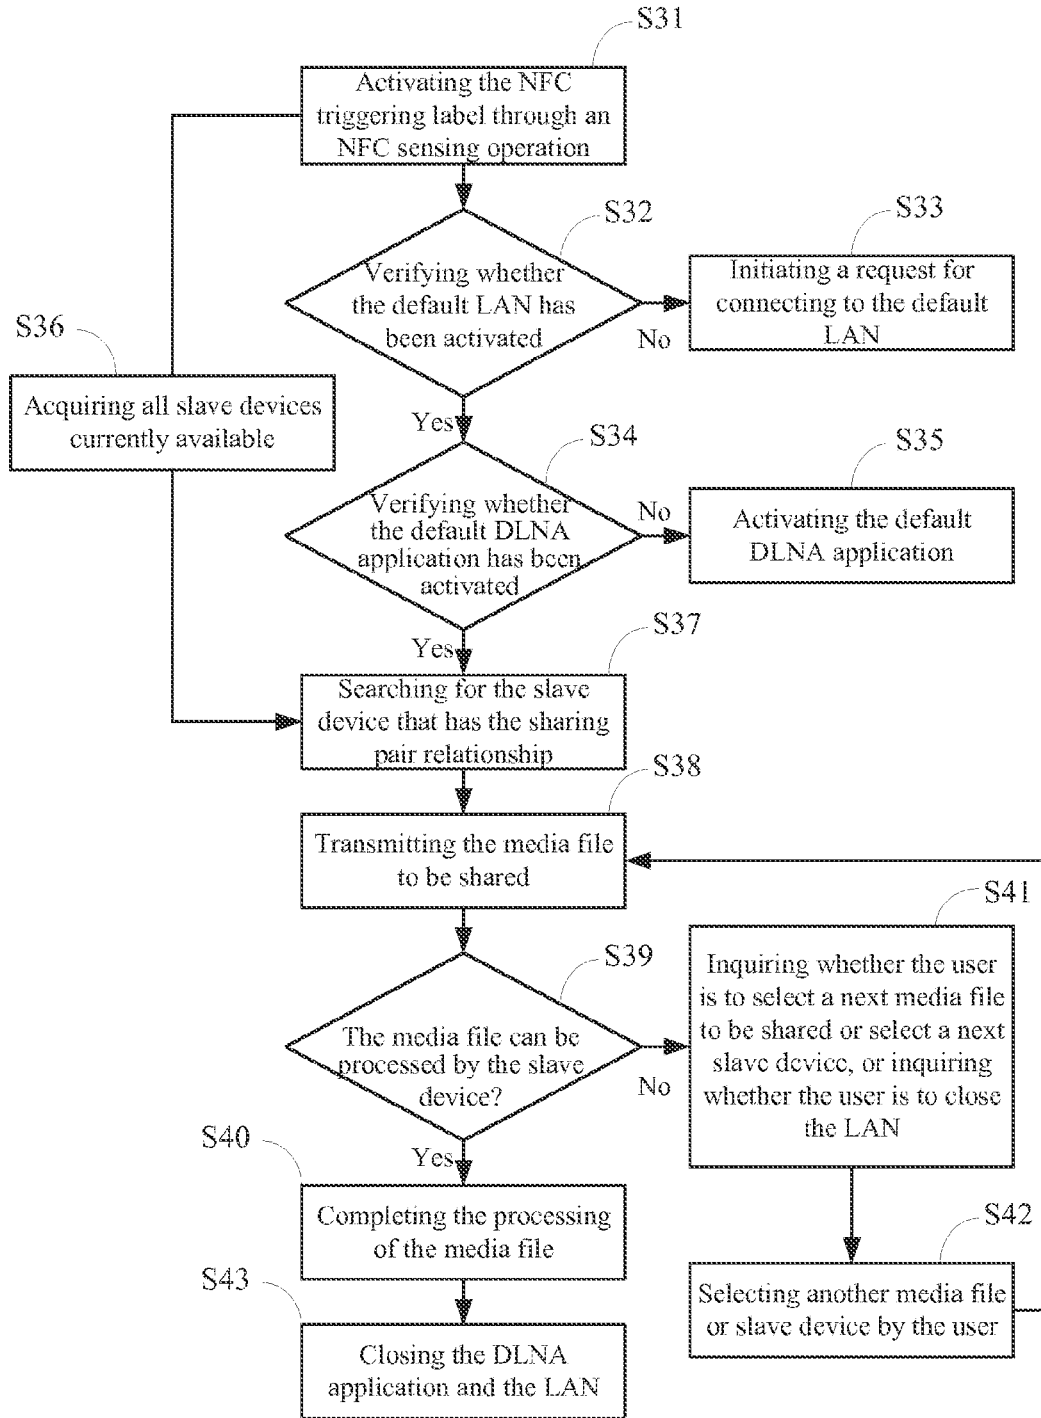 S31
Activating the NFC
triggering label through an
NFC sensing operation
S32
Verifying whether
the default LAN has
been activated
No
S33
Initiating a request for
connecting to the default
LAN
S36
Acquiring all slave devices
currently available
Yes
S34
Verifying whether
the default DLNA
application has been
activated
No
S35
Activating the default
DLNA application
Yes
S37
Searching for the slave
device that has the sharing
pair relationship
S38
Transmitting the media file
to be shared
S39
The media file can be
processed by the slave
device?
No
S41
Inquiring whether the user
is to select a next media file
to be shared or select a next
slave device, or inquiring
whether the user is to close
the LAN
Yes
S40
Completing the processing
of the media file
S42
Selecting another media file
or slave device by the user
S43
Closing the DLNA
application and the LAN